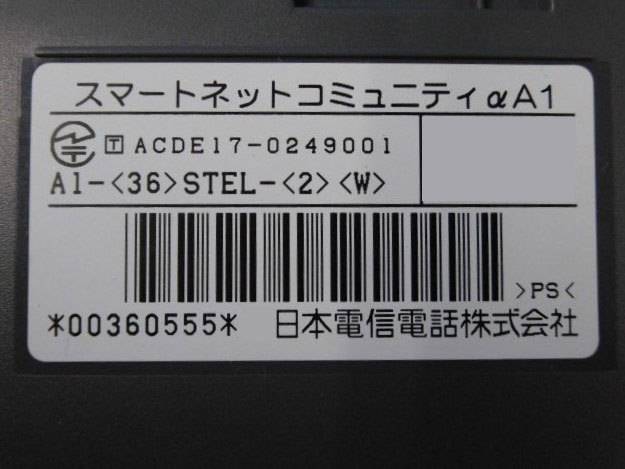 スマートネットコミュニティαA1
T ACDE17-0249001
A1-<36>STEL-<2><W>
>PS<
*00360555* 日本電信電話株式会社